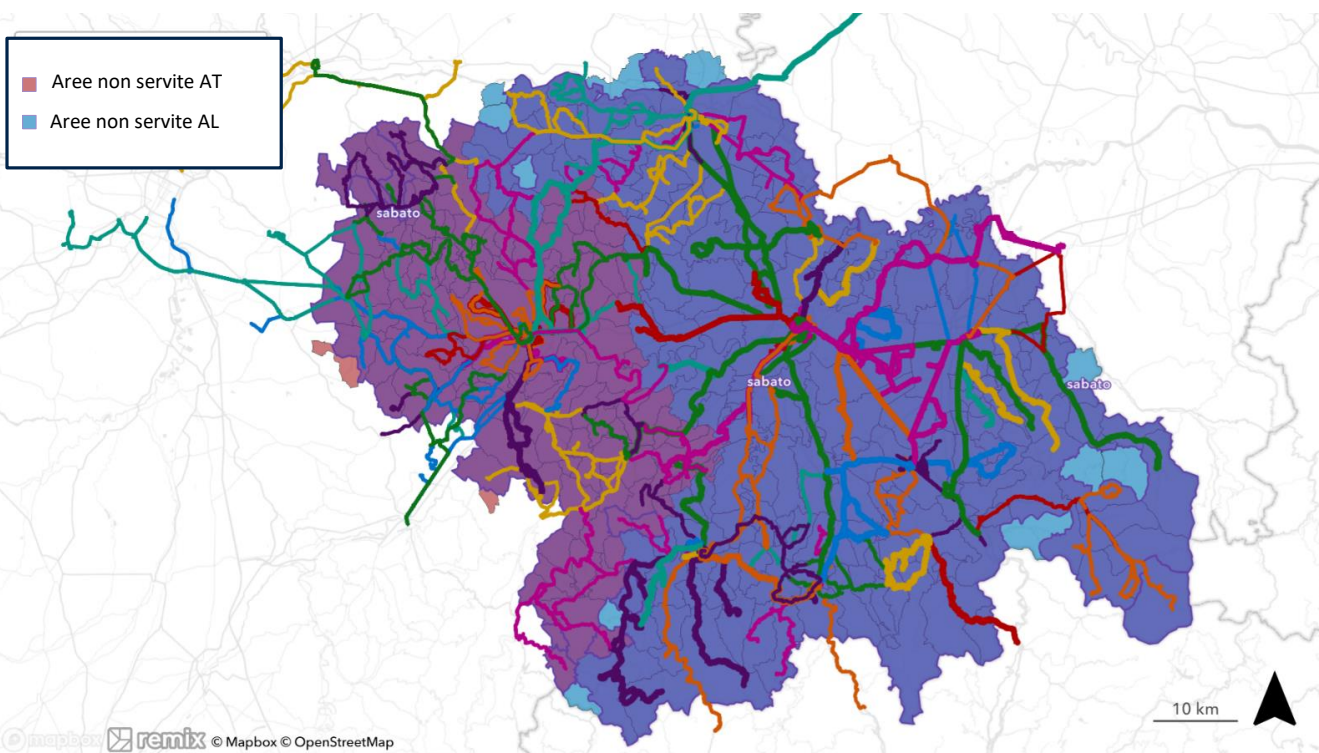 Aree non servite AT
Aree non servite AL
sabato
sabato
sabato
10 km
mapbox remix © Mapbox © OpenStreetMap